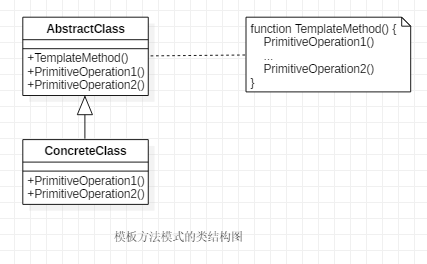 AbstractClass
+TemplateMethod()
+PrimitiveOperation1()
+PrimitiveOperation2()
function TemplateMethod() {
PrimitiveOperation1()
...
PrimitiveOperation2()
}
ConcreteClass
+PrimitiveOperation1()
+PrimitiveOperation2()
模板方法模式的类结构图